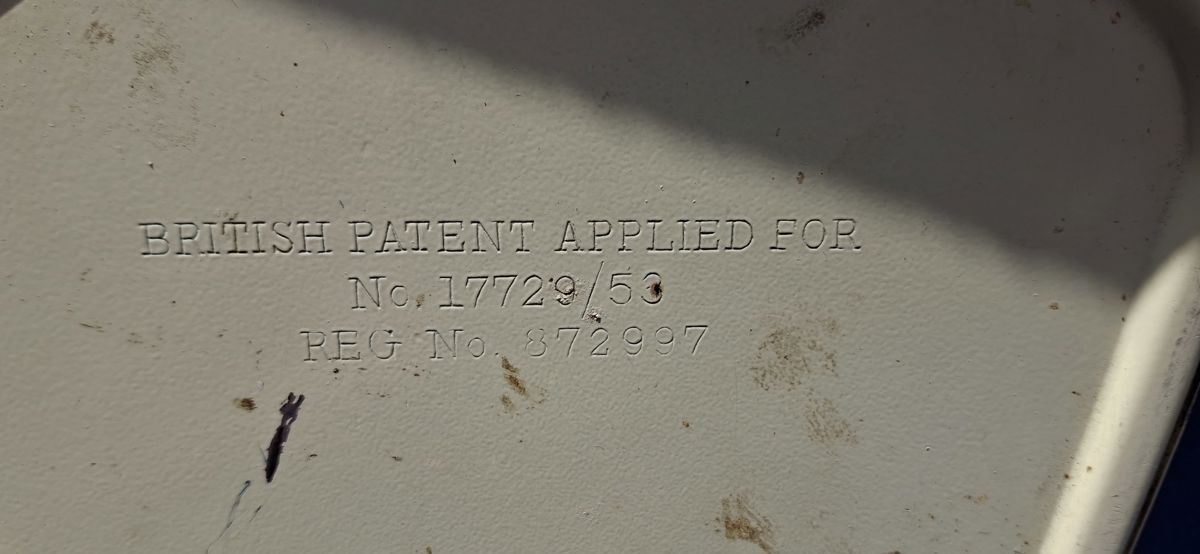 BRITISH PATENT APPLIED FOR
No. 17729/53
REG No. 872997